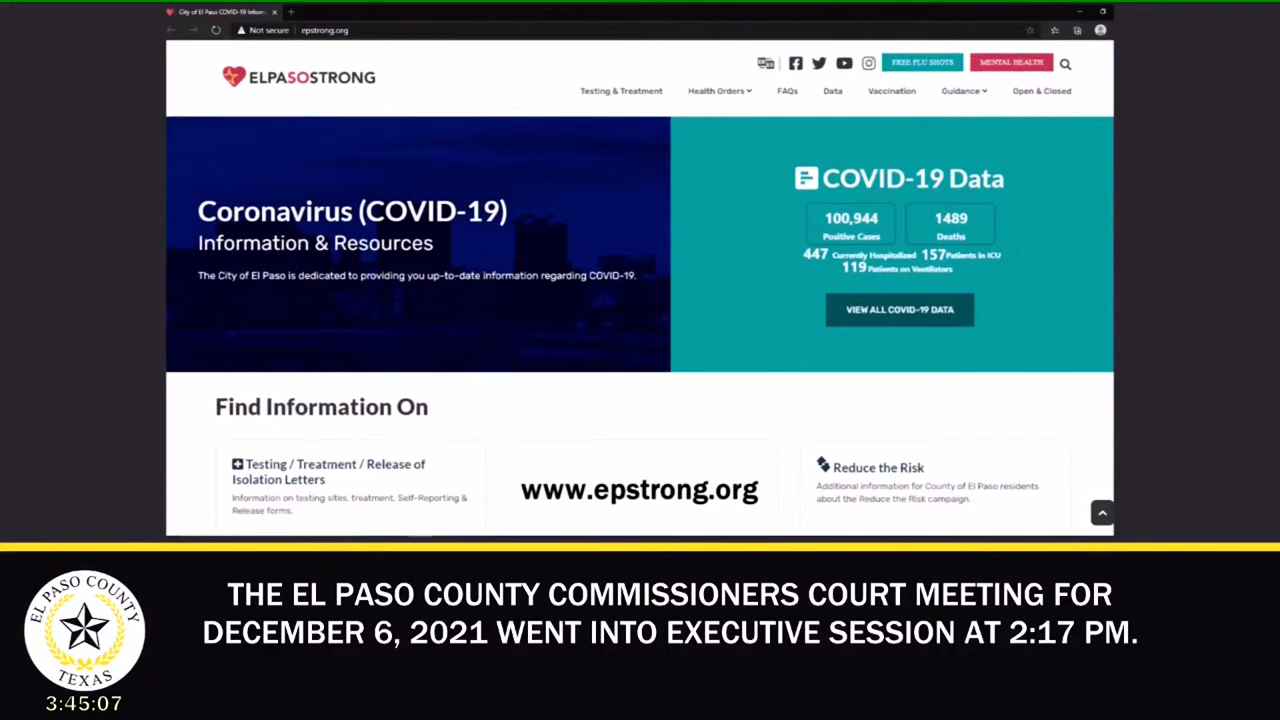 City of El Paso COVID-19 Inform
Not secure | epstrong.org
ELPASOSTRONG
FREE FLU SHOTS
MENTAL HEALTH
Testing & Treatment
Health Orders
FAQs
Data
Vaccination
Guidance
Open & Closed
Coronavirus (COVID-19)
Information & Resources
The City of El Paso is dedicated to providing you up-to-date information regarding COVID-19.
COVID-19 Data
100,944
Positive Cases
1489
Deaths
447 Currently Hospitalized 157 Patients in ICU
119 Patients on Ventilators
VIEW ALL COVID-19 DATA
Find Information On
Testing / Treatment / Release of
Isolation Letters
Information on testing sites, treatment, Self-Reporting &
Release forms.
www.epstrong.org
Reduce the Risk
Additional information for County of El Paso residents
about the Reduce the Risk campaign.
THE EL PASO COUNTY COMMISSIONERS COURT MEETING FOR
DECEMBER 6, 2021 WENT INTO EXECUTIVE SESSION AT 2:17 PM.
EL PASO COUNTY
TEXAS
3:45:07